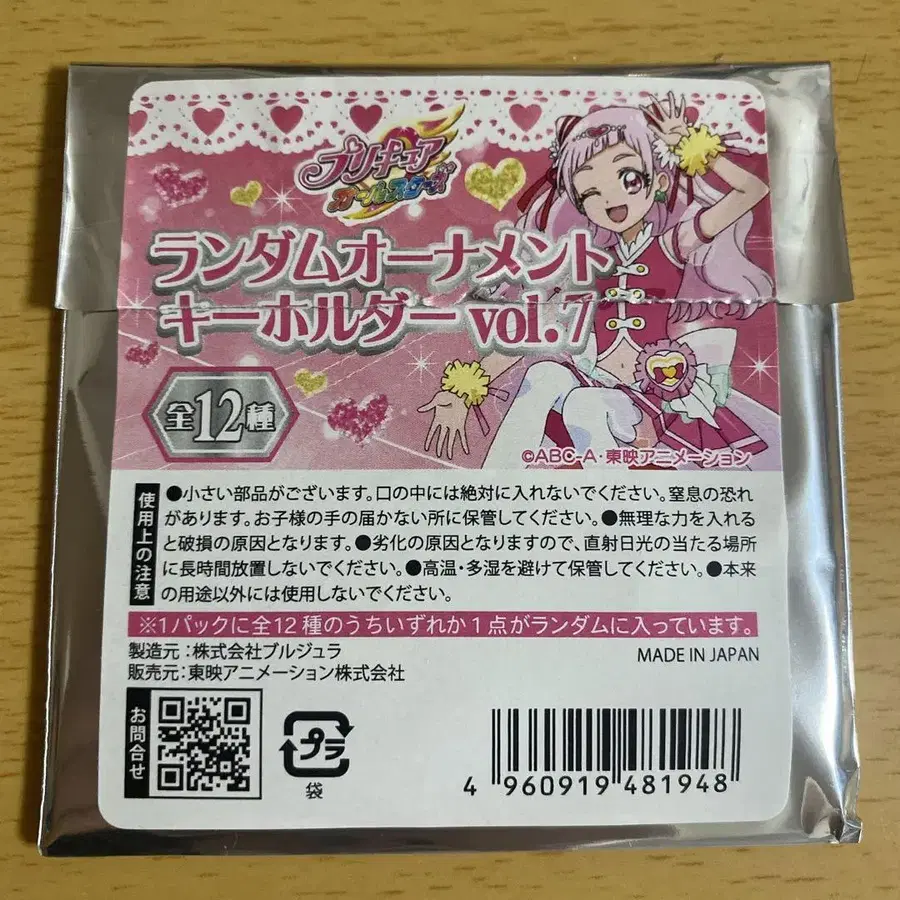 プリキュア
オールスターズ
ランダムオーナメント
キーホルダー vol.7
全12種
©ABC-A・東映アニメーション
使用上の注意
●小さい部品がございます。口の中には絶対に入れないでください。窒息の恐れ
があります。お子様の手の届かない所に保管してください。●無理な力を入れる
と破損の原因となります。●劣化の原因となりますので、直射日光の当たる場所
に長時間放置しないでください。●高温・多湿を避けて保管してください。●本来
の用途以外には使用しないでください。
※1パックに全12種のうちいずれか1点がランダムに入っています。
製造元：株式会社ブルジュラ
販売元：東映アニメーション株式会社
MADE IN JAPAN
お問合せ
プラ
袋
4 960919 481948